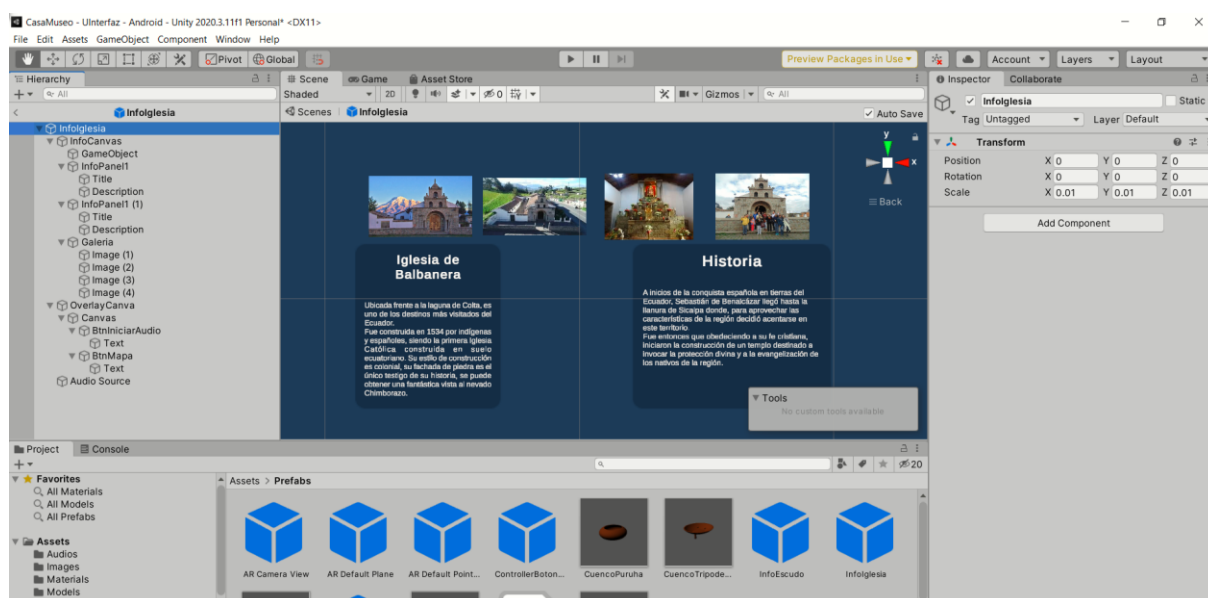 CasaMuseo - UInterfaz - Android - Unity 2020.3.11f1 Personal* <DX11>
File Edit Assets GameObject Component Window Help
Pivot Global Preview Packages in Use Account Layers Layout
Hierarchy Scene Game Asset Store Inspector Collaborate
All Shaded 2D 0 Gizmos All InfoIglesia Static
InfoIglesia Scenes InfoIglesia Auto Save Tag Untagged Layer Default
InfoIglesia
InfoCanvas
GameObject
InfoPanel1
Title
Description
InfoPanel1 (1)
Title
Description
Galeria
Image (1)
Image (2)
Image (3)
Image (4)
OverlayCanva
Canvas
BtnIniciarAudio
Text
BtnMapa
Text
Audio Source
y
x
Back
Iglesia de
Balbanera
Ubicada frente a la laguna de Colta, es
uno de los destinos más visitados del
Ecuador.
Fue construida en 1534 por indígenas
y españoles, siendo la primera iglesia
Católica construida en suelo
ecuatoriano. Su estilo de construcción
es colonial, su fachada de piedra es el
único testigo de su historia, se puede
obtener una fantástica vista al nevado
Chimborazo.
Historia
A inicios de la conquista española en tierras del
Ecuador, Sebastián de Benalcázar llegó hasta la
llanura de Sicalpa donde, para aprovechar las
características de la región decidió acentarse en
este territorio.
Fue entonces que obedeciendo a su fe cristiana,
iniciaron la construcción de un templo destinado a
invocar la protección divina y a la evangelización de
los nativos de la región.
Tools
No custom tools available
Transform
Position X 0 Y 0 Z 0
Rotation X 0 Y 0 Z 0
Scale X 0.01 Y 0.01 Z 0.01
Add Component
Project Console
20
Favorites
All Materials
All Models
All Prefabs
Assets
Audios
Images
Materials
Models
Assets > Prefabs
AR Camera View AR Default Plane AR Default Point... ControllerBoton... CuencoPuruha CuencoTripode... InfoEscudo InfoIglesia